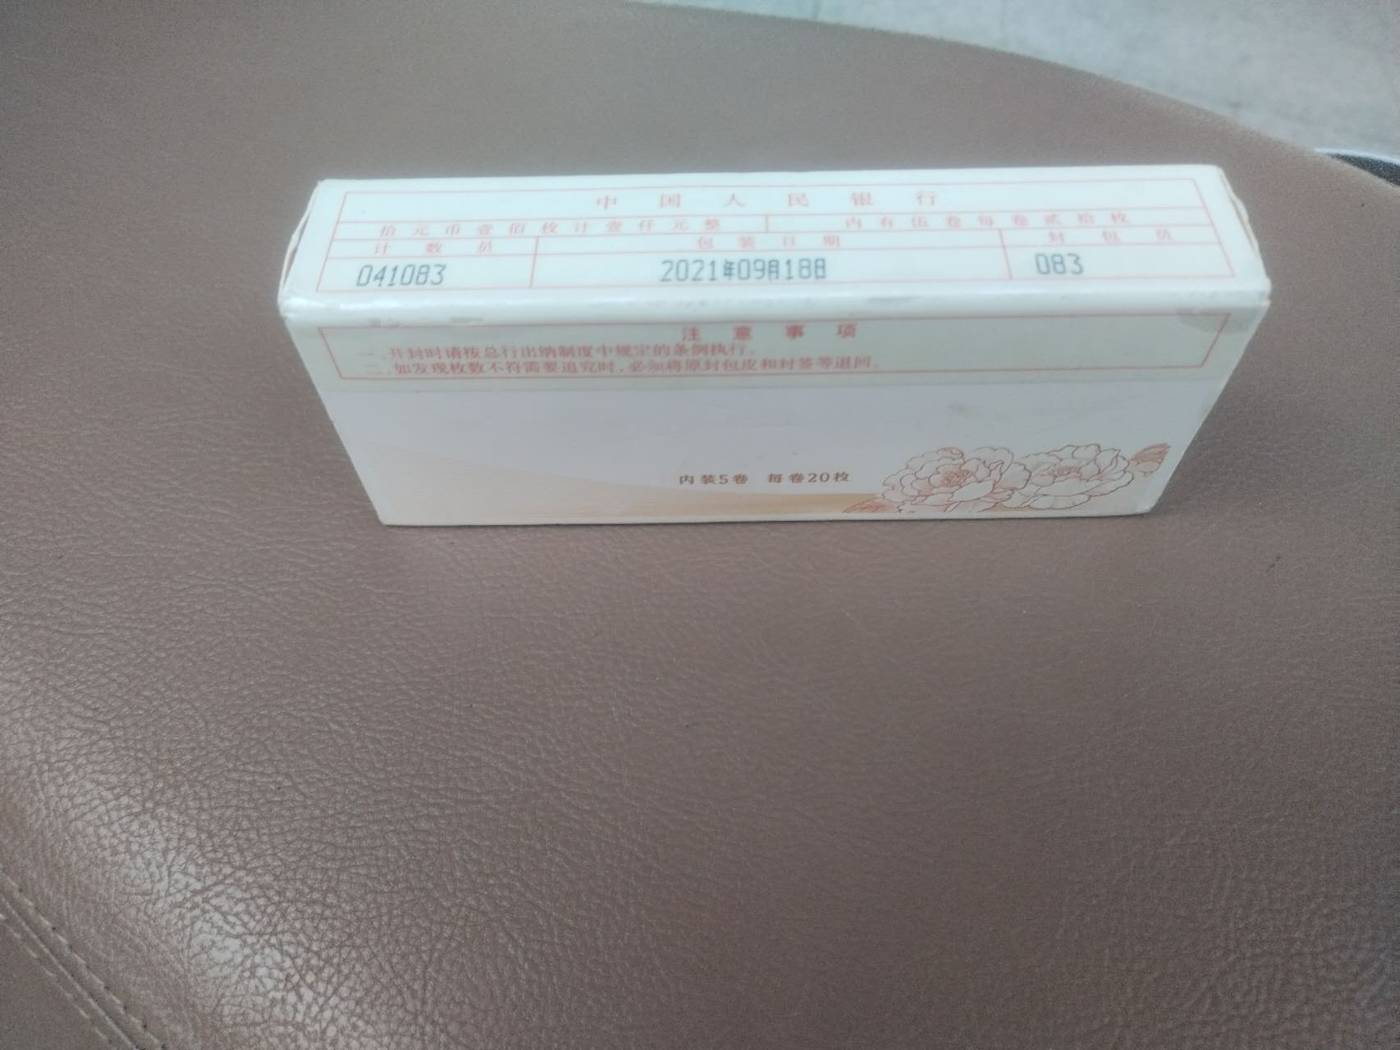 中国人民银行
拾元币壹佰枚计壹仟元整 内有伍卷每卷贰拾枚
计数员 包装日期 封包员
041083 2021年09月18日 083
注意事项
一、开封时请按总行出纳制度中规定的条例执行。
二、如发现枚数不符需要追究时，必须将原封包皮和封签等退回。
内装5卷 每卷20枚